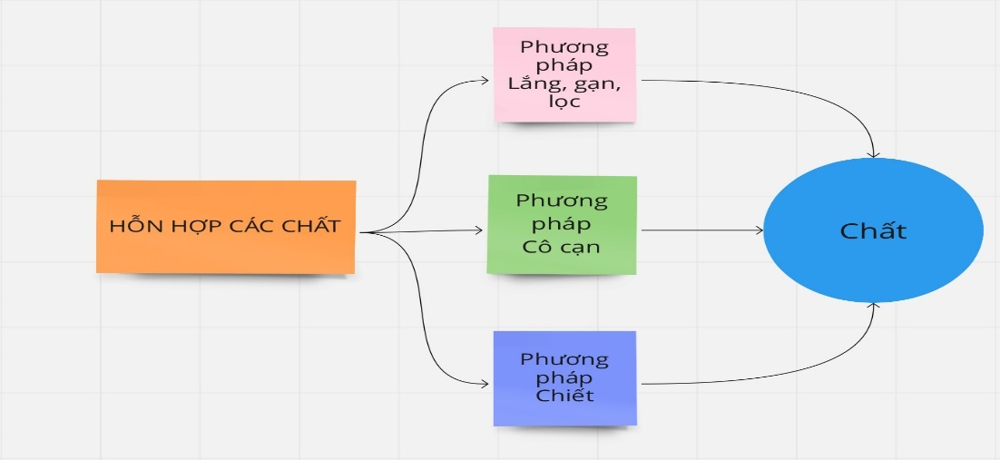 Phương
pháp
Lắng, gạn,
lọc
HỖN HỢP CÁC CHẤT
Phương
pháp
Cô cạn
Chất
Phương
pháp
Chiết